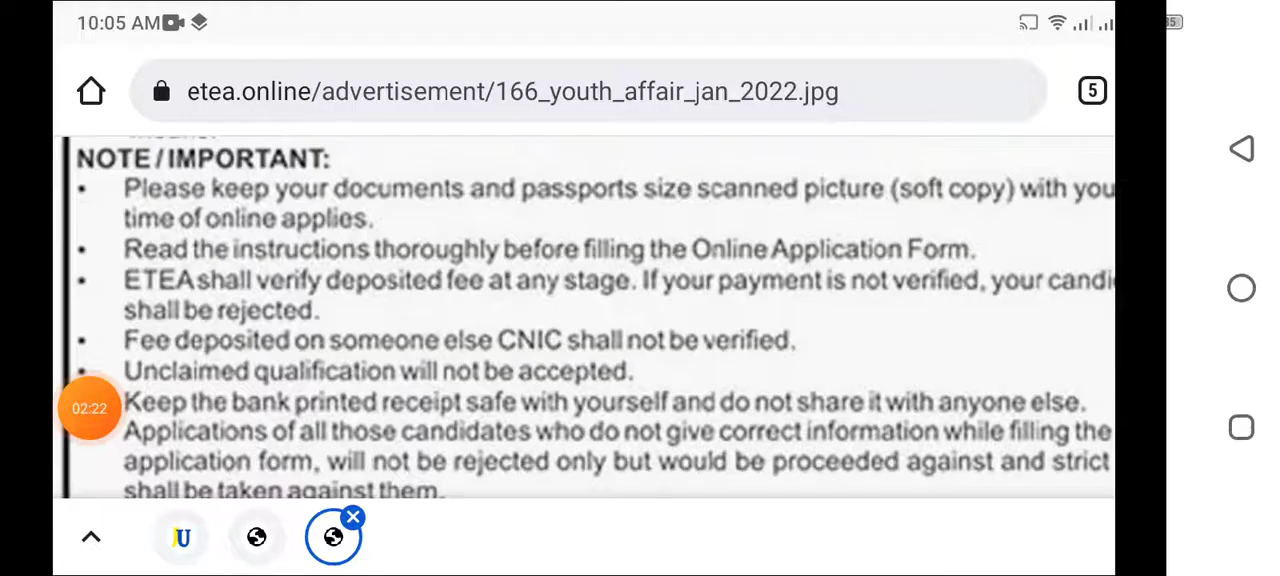 10:05 AM
35
etea.online/advertisement/166_youth_affair_jan_2022.jpg
5
NOTE/IMPORTANT:
• Please keep your documents and passports size scanned picture (soft copy) with you
time of online applies.
• Read the instructions thoroughly before filling the Online Application Form.
• ETEA shall verify deposited fee at any stage. If your payment is not verified, your candi
shall be rejected.
• Fee deposited on someone else CNIC shall not be verified.
• Unclaimed qualification will not be accepted.
02:22
Keep the bank printed receipt safe with yourself and do not share it with anyone else.
Applications of all those candidates who do not give correct information while filling the
application form, will not be rejected only but would be proceeded against and strict
shall be taken against them.
U